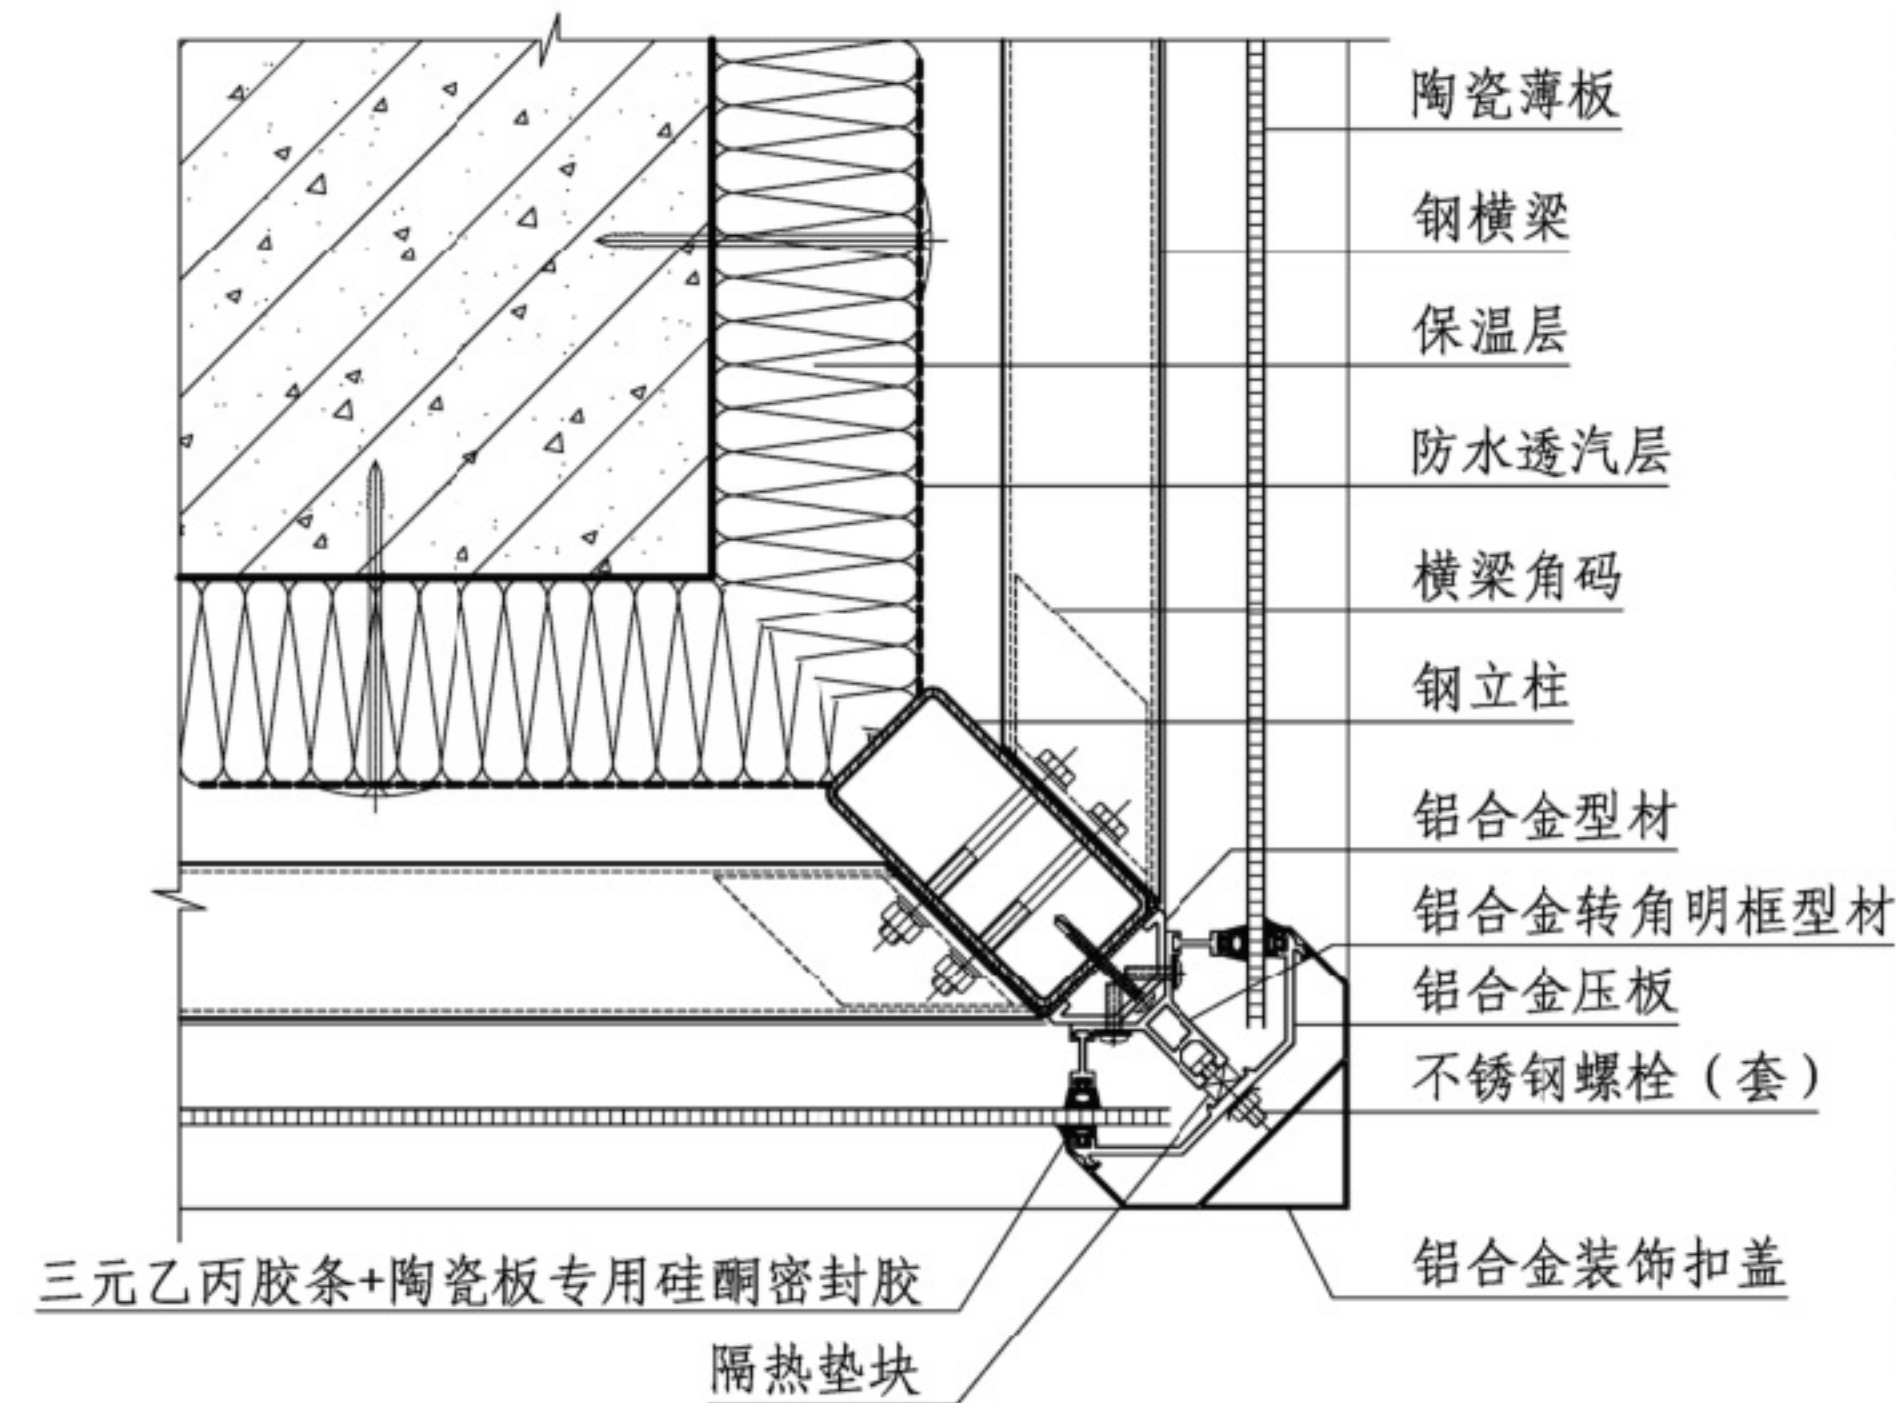 陶瓷薄板
钢横梁
保温层
防水透汽层
横梁角码
钢立柱
铝合金型材
铝合金转角明框型材
铝合金压板
不锈钢螺栓（套）
铝合金装饰扣盖
三元乙丙胶条+陶瓷板专用硅酮密封胶
隔热垫块